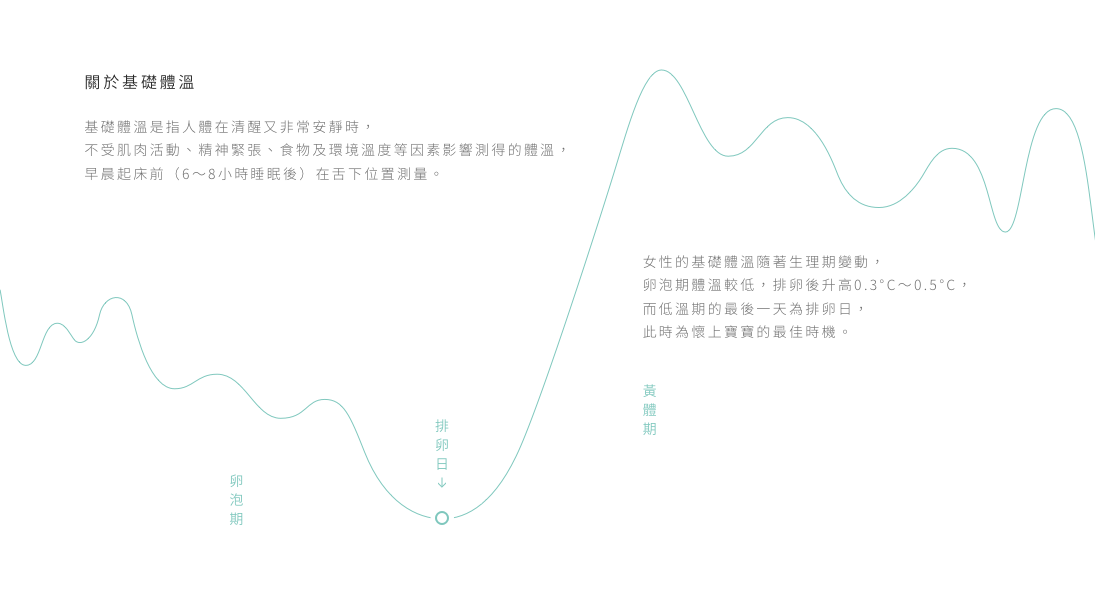 關於基礎體溫
基礎體溫是指人體在清醒又非常安靜時，
不受肌肉活動、精神緊張、食物及環境溫度等因素影響測得的體溫，
早晨起床前（6～8小時睡眠後）在舌下位置測量。
女性的基礎體溫隨著生理期變動，
卵泡期體溫較低，排卵後升高0.3°C～0.5°C，
而低溫期的最後一天為排卵日，
此時為懷上寶寶的最佳時機。
黃體期
排卵日↓
卵泡期